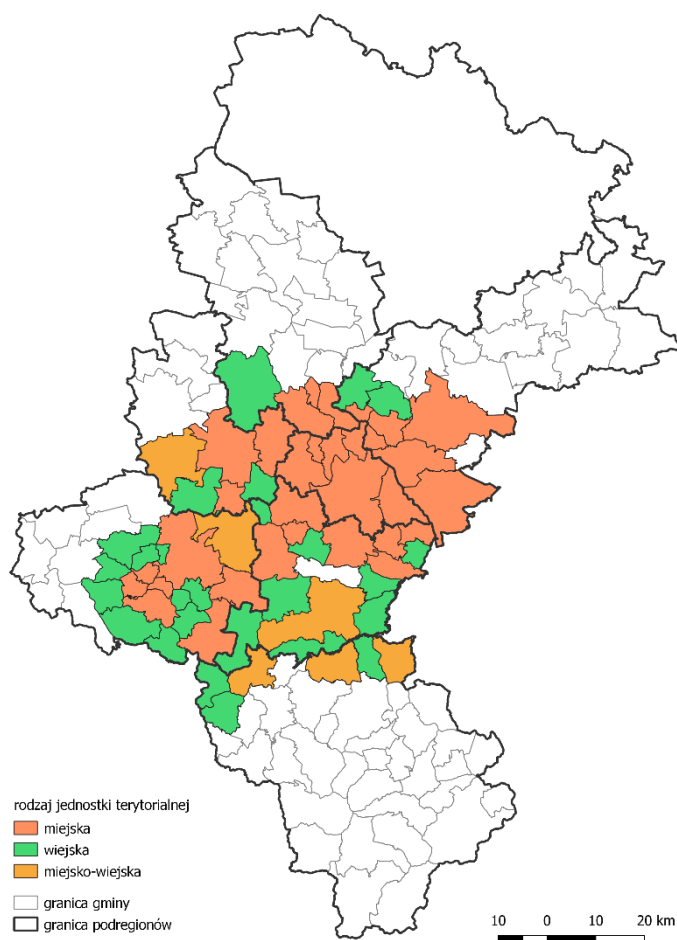 rodzaj jednostki terytorialnej
miejska
wiejska
miejsko-wiejska
granica gminy
granica podregionów
10 0 10 20 km